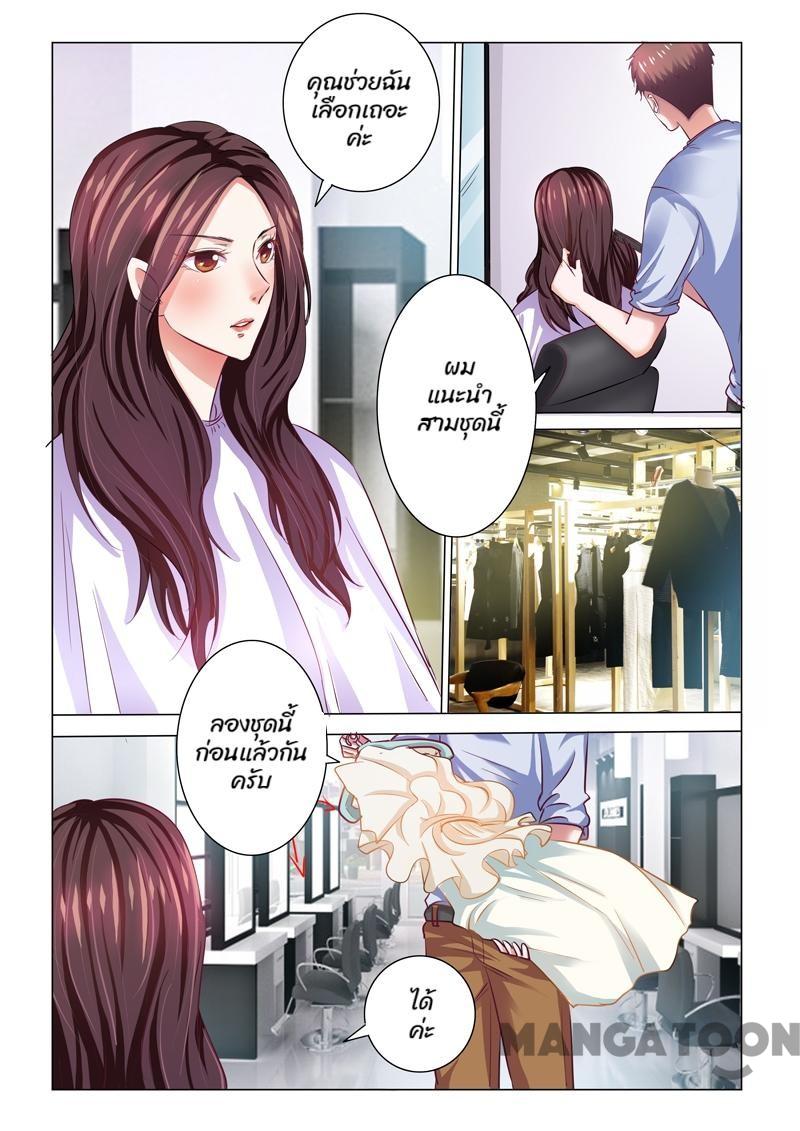 คุณช่วยฉัน
เลือกเถอะ
ค่ะ
ผม
แนะนำ
สามชุดนี้
ลองชุดนี้
ก่อนแล้วกัน
ครับ
ได้
ค่ะ
MANGATOON